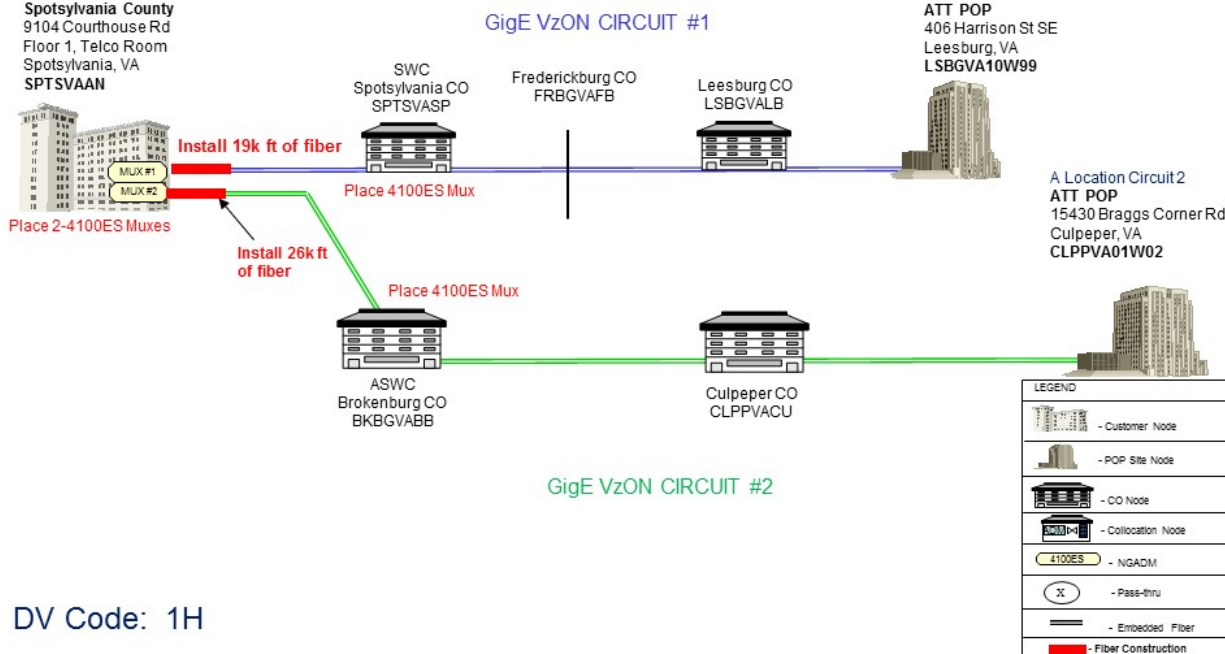 Spotsylvania County
9104 Courthouse Rd
Floor 1, Telco Room
Spotsylvania, VA
SPTSVAAN
GigE VzON CIRCUIT #1
ATT POP
406 Harrison St SE
Leesburg, VA
LSBGVA10W99
SWC
Spotsylvania CO
SPTSVASP
Frederickburg CO
FRBGVAFB
Leesburg CO
LSBGVALB
Install 19k ft of fiber
MUX #1
MUX #2
Place 4100ES Mux
Place 2-4100ES Muxes
Install 26k ft
of fiber
A Location Circuit 2
ATT POP
15430 Braggs Corner Rd
Culpeper, VA
CLPPVA01W02
Place 4100ES Mux
ASWC
Brokenburg CO
BKBGVABB
Culpeper CO
CLPPVACU
GigE VzON CIRCUIT #2
LEGEND
- Customer Node
- POP Site Node
- CO Node
ADM
- Collocation Node
4100ES
- NGADM
X
- Pass-thru
- Embedded Fiber
- Fiber Construction
DV Code: 1H